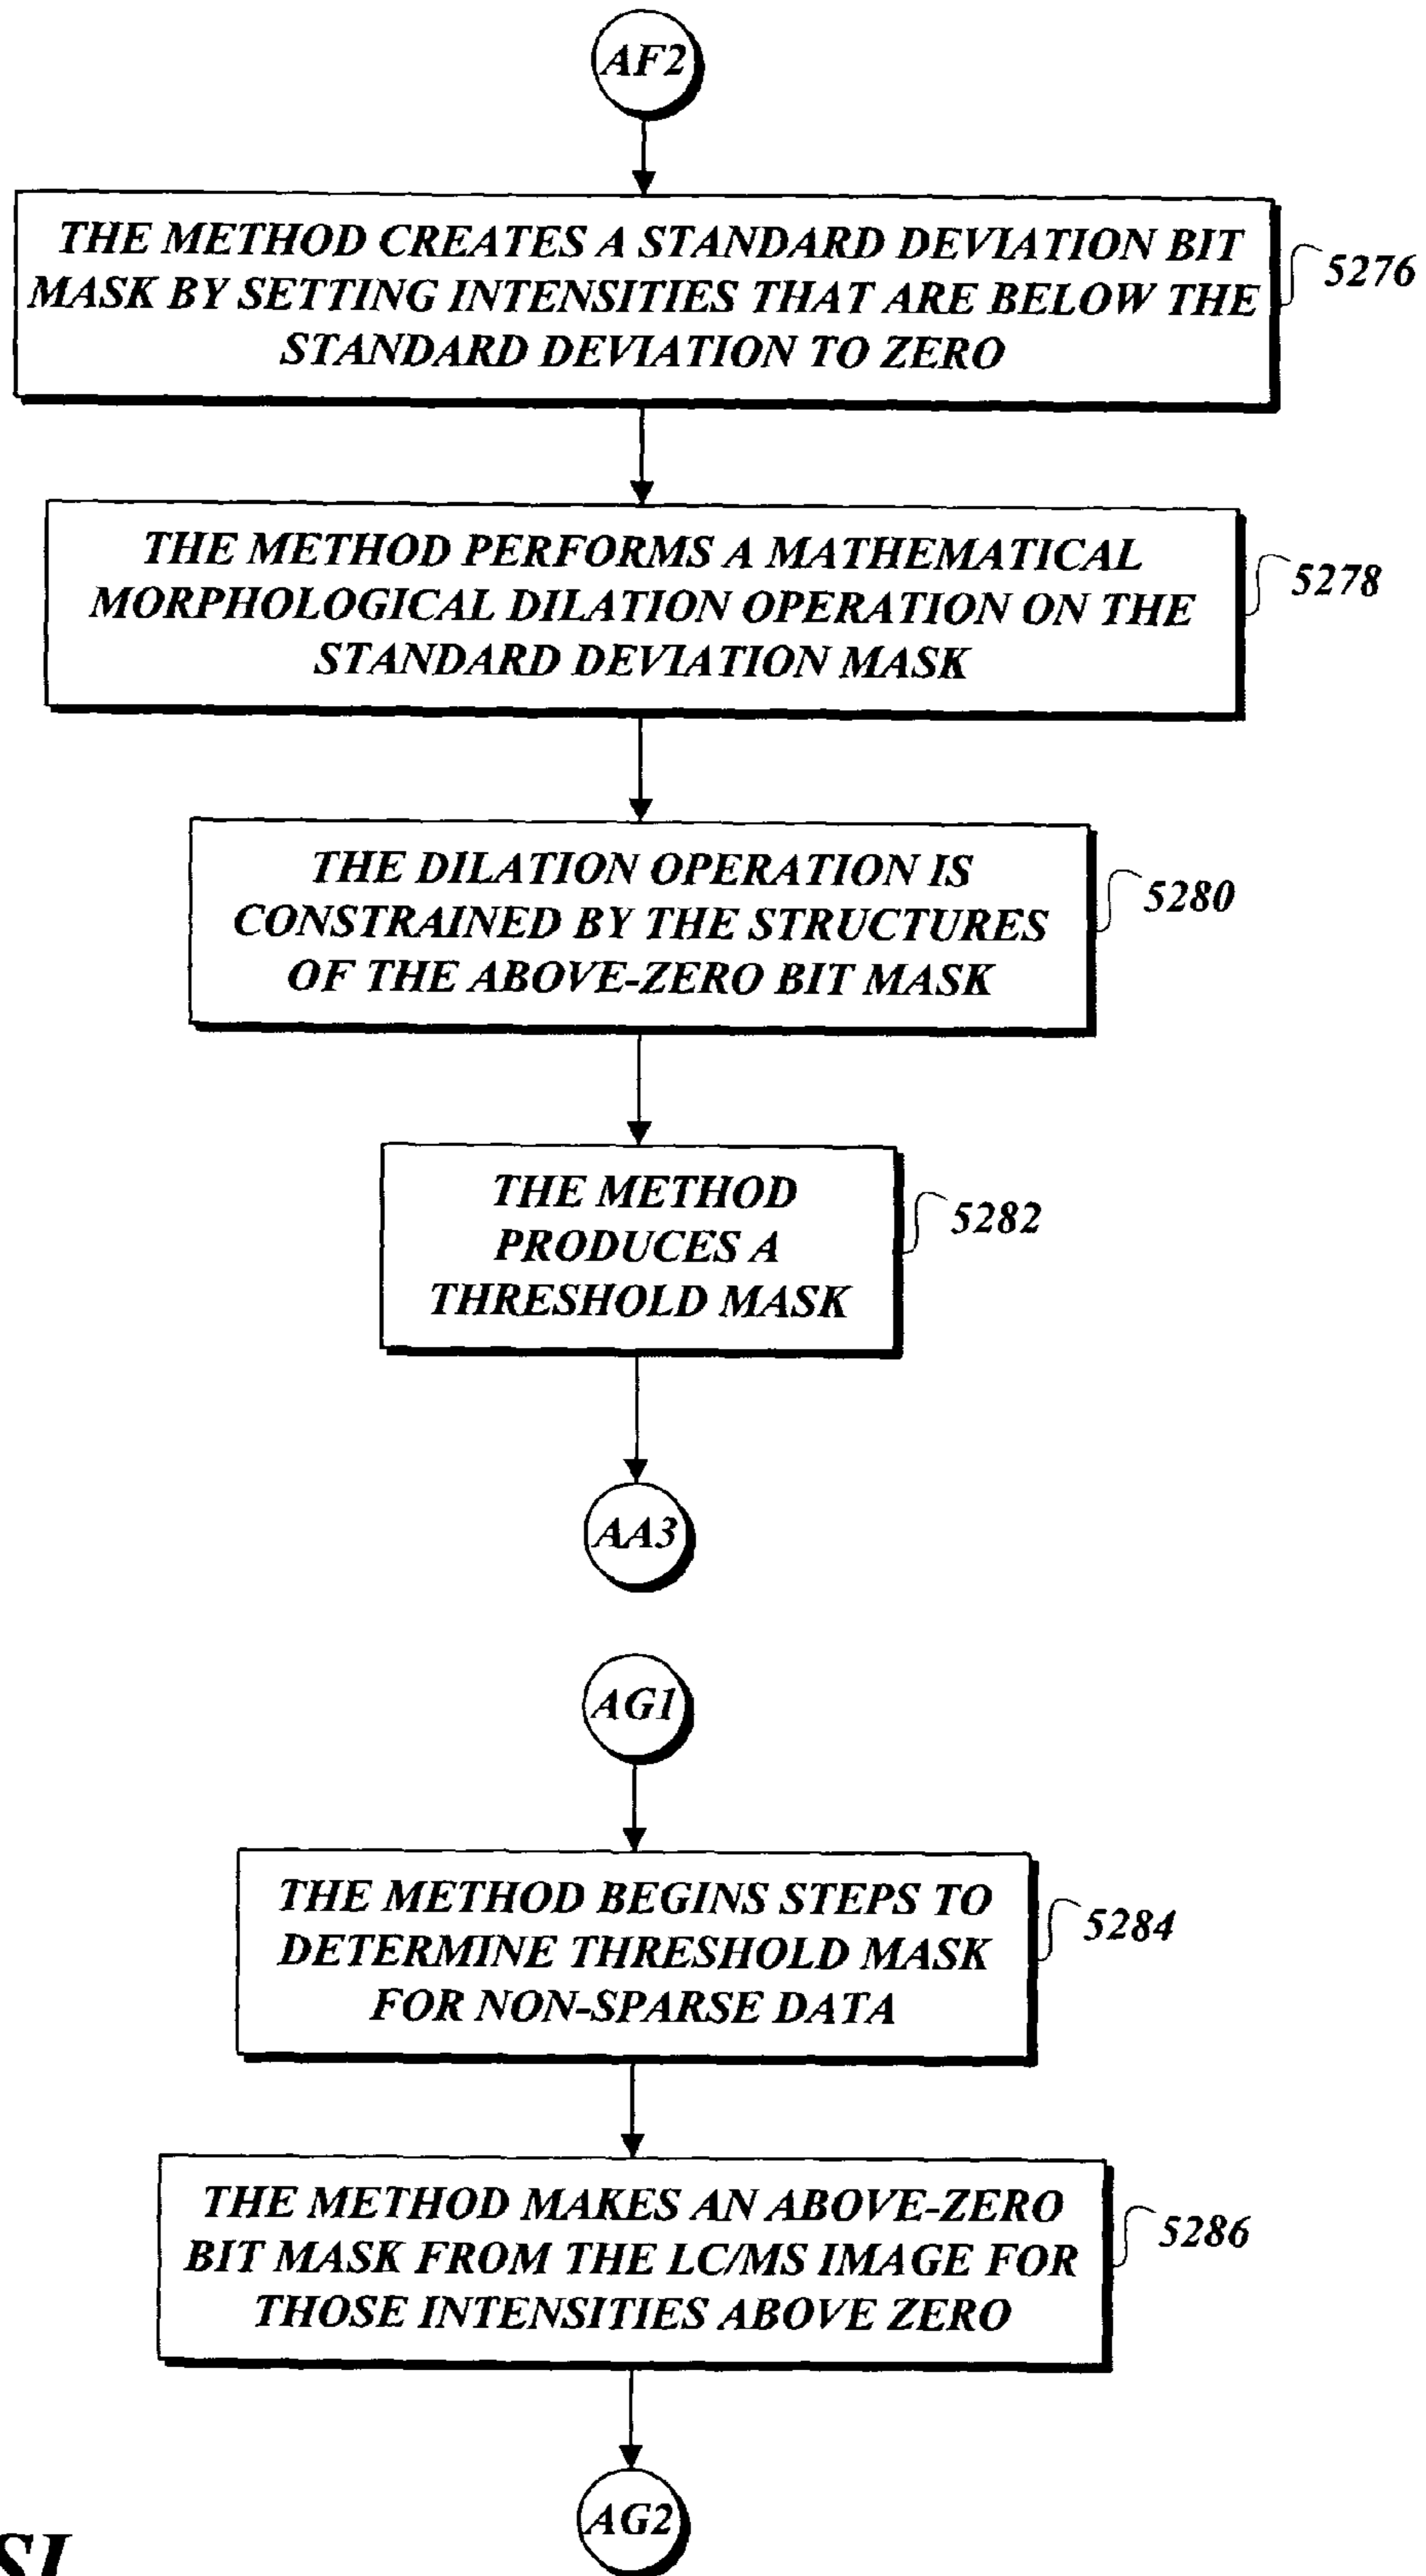 AF2
THE METHOD CREATES A STANDARD DEVIATION BIT
MASK BY SETTING INTENSITIES THAT ARE BELOW THE
STANDARD DEVIATION TO ZERO
5276
THE METHOD PERFORMS A MATHEMATICAL
MORPHOLOGICAL DILATION OPERATION ON THE
STANDARD DEVIATION MASK
5278
THE DILATION OPERATION IS
CONSTRAINED BY THE STRUCTURES
OF THE ABOVE-ZERO BIT MASK
5280
THE METHOD
PRODUCES A
THRESHOLD MASK
5282
AA3
AG1
THE METHOD BEGINS STEPS TO
DETERMINE THRESHOLD MASK
FOR NON-SPARSE DATA
5284
THE METHOD MAKES AN ABOVE-ZERO
BIT MASK FROM THE LC/MS IMAGE FOR
THOSE INTENSITIES ABOVE ZERO
5286
AG2